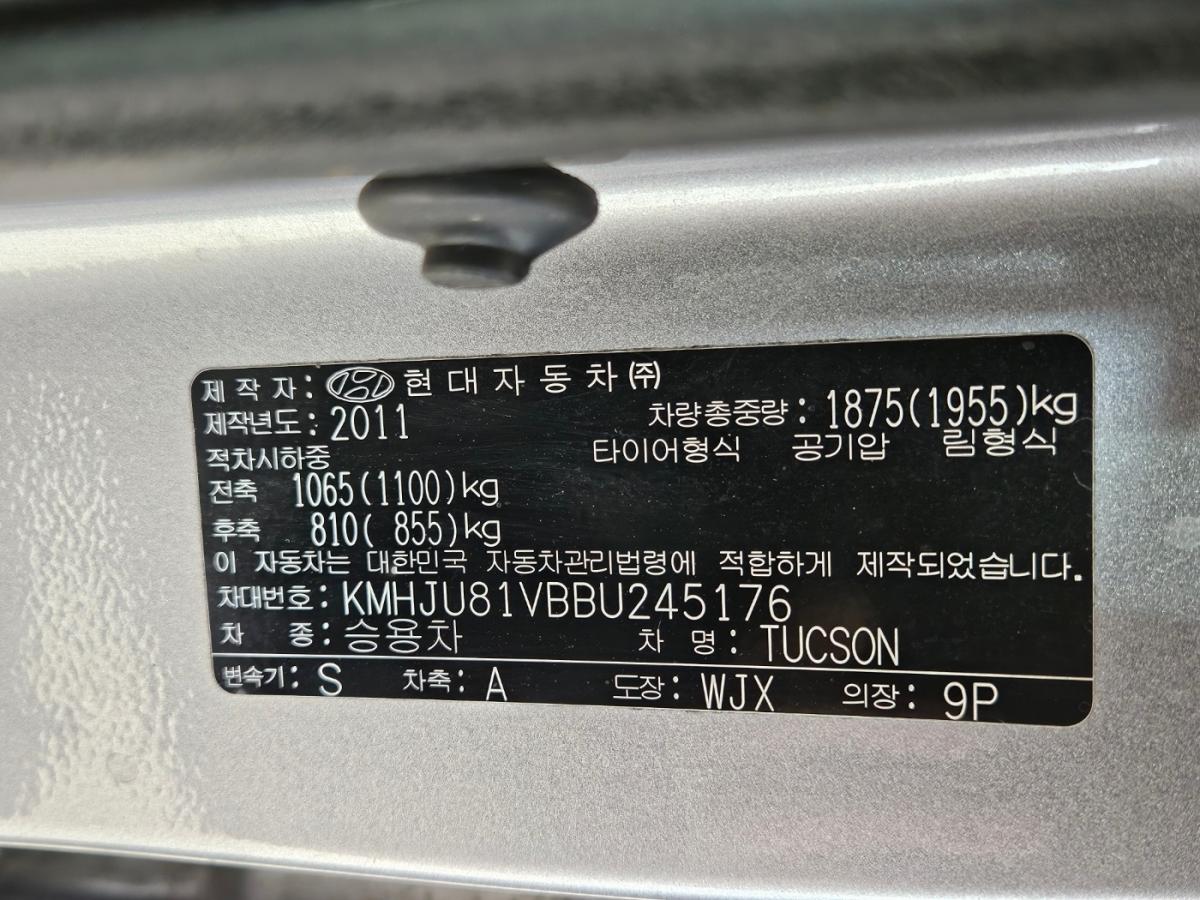 제 작 자 : 현 대 자 동 차 ㈜
제작년도 : 2011 차량총중량 : 1875(1955)kg
적차시하중 타이어형식 공기압 림형식
전축 1065(1100)kg
후축 810( 855)kg
이 자동차는 대한민국 자동차관리법령에 적합하게 제작되었습니다.
차대번호 : KMHJU81VBBU245176
차 종 : 승용차 차 명 : TUCSON
변속기 : S 차축 : A 도장 : WJX 의장 : 9P